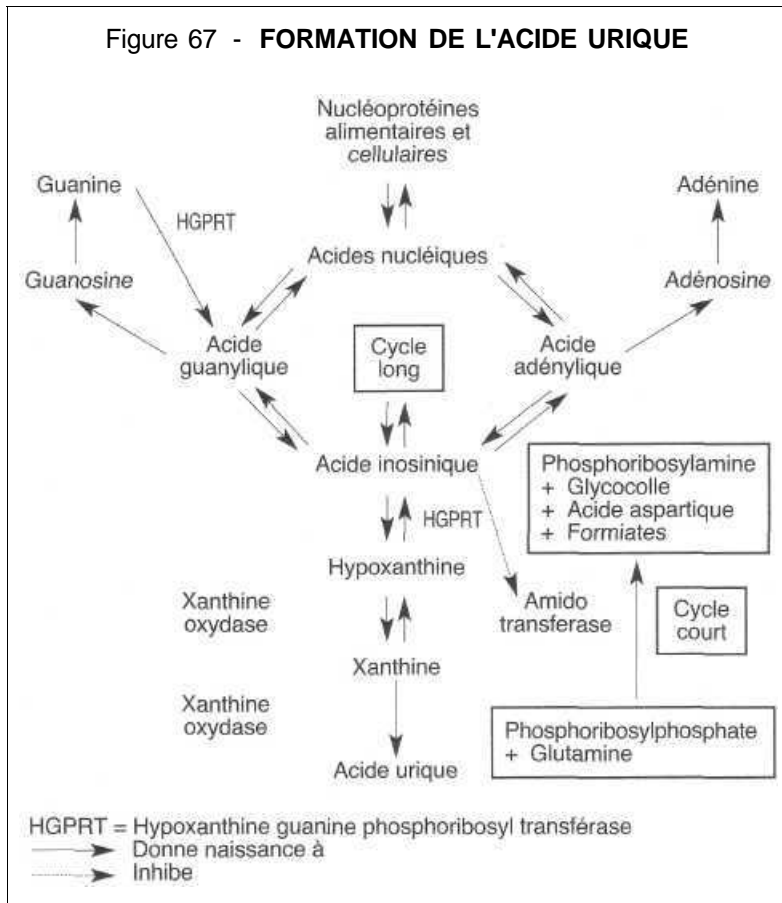 Figure 67 - FORMATION DE L'ACIDE URIQUE
Nucléoprotéines
alimentaires et
cellulaires
Guanine
Adénine
HGPRT
Acides nucléiques
Guanosine
Adénosine
Acide
guanylique
Cycle
long
Acide
adénylique
Acide inosinique
Phosphoribosylamine
+ Glycocolle
+ Acide aspartique
+ Formiates
HGPRT
Hypoxanthine
Xanthine
oxydase
Amido
transferase
Cycle
court
Xanthine
Xanthine
oxydase
Phosphoribosylphosphate
+ Glutamine
Acide urique
HGPRT = Hypoxanthine guanine phosphoribosyl transférase
Donne naissance à
Inhibe